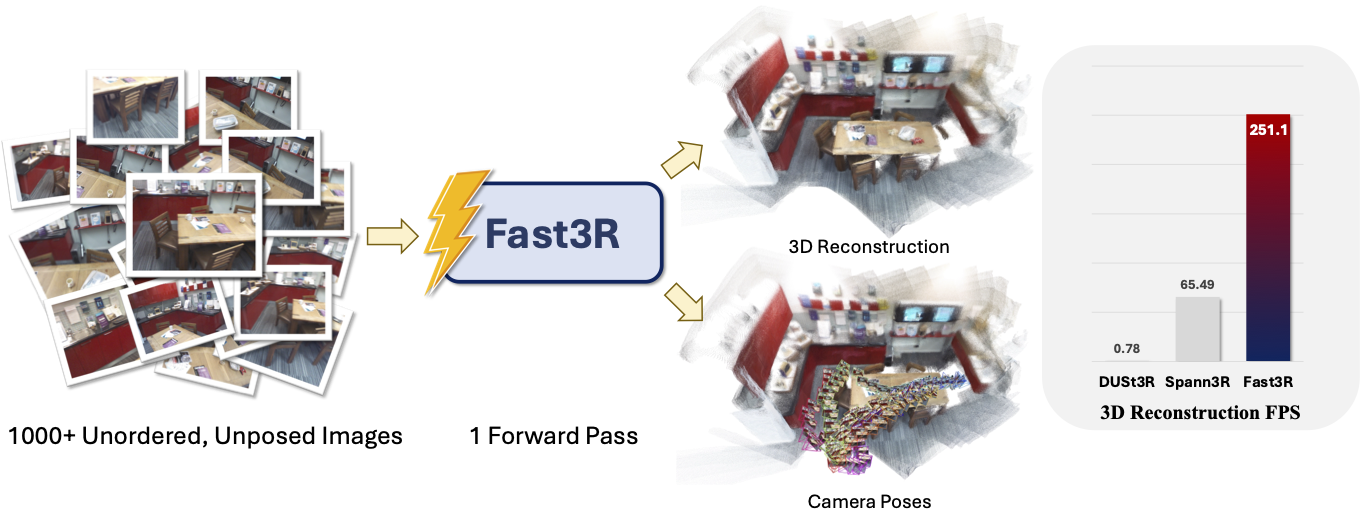 1000+ Unordered, Unposed Images
Fast3R
1 Forward Pass
3D Reconstruction
Camera Poses
251.1
65.49
0.78
DUSt3R Spann3R Fast3R
3D Reconstruction FPS